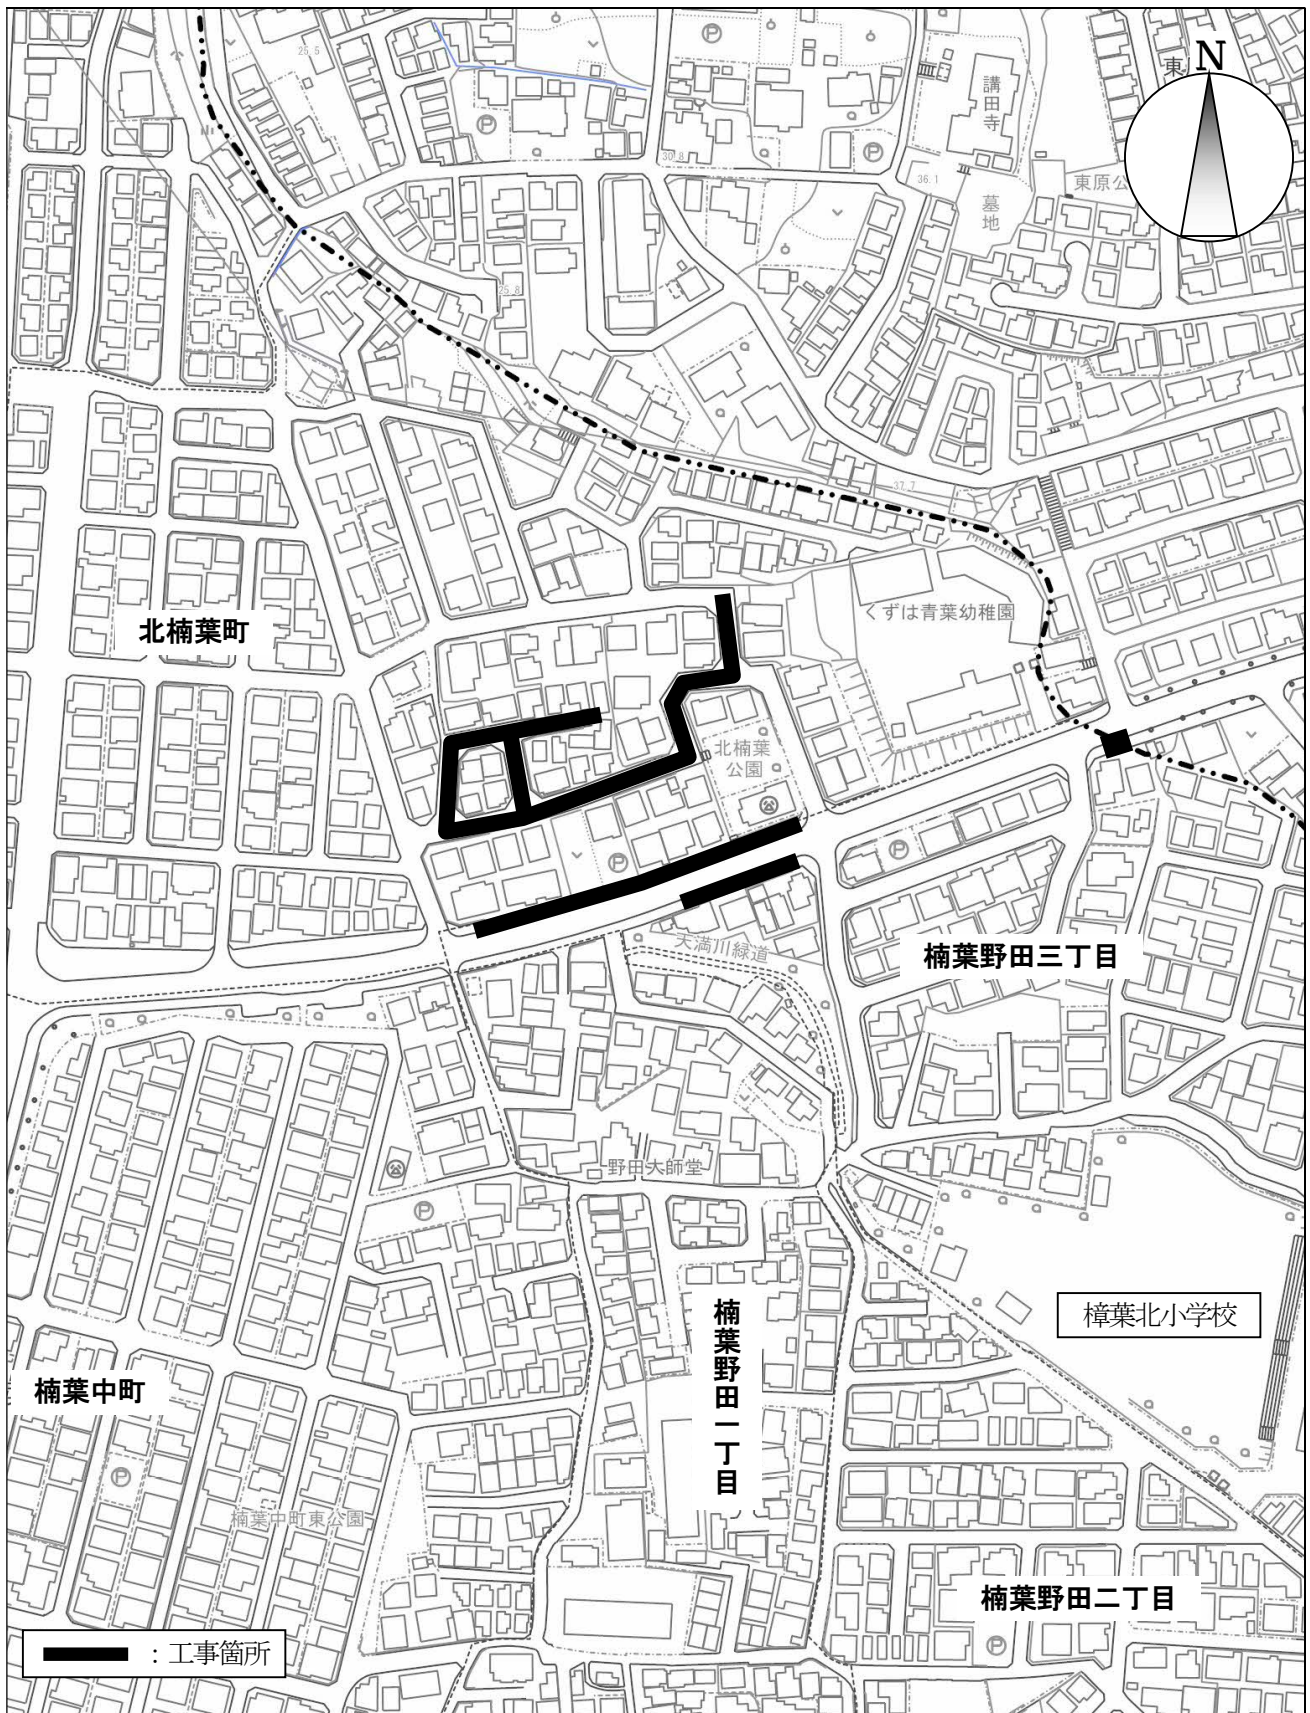 N
東
25.5
講田寺
30.8
36.1
東原公
墓地
25.8
37.7
くずは青葉幼稚園
北楠葉町
北楠葉
公園
楠葉野田三丁目
天満川緑道
野田大師堂
樟葉北小学校
楠葉野田一丁目
楠葉中町
楠葉中町東公園
楠葉野田二丁目
：工事箇所